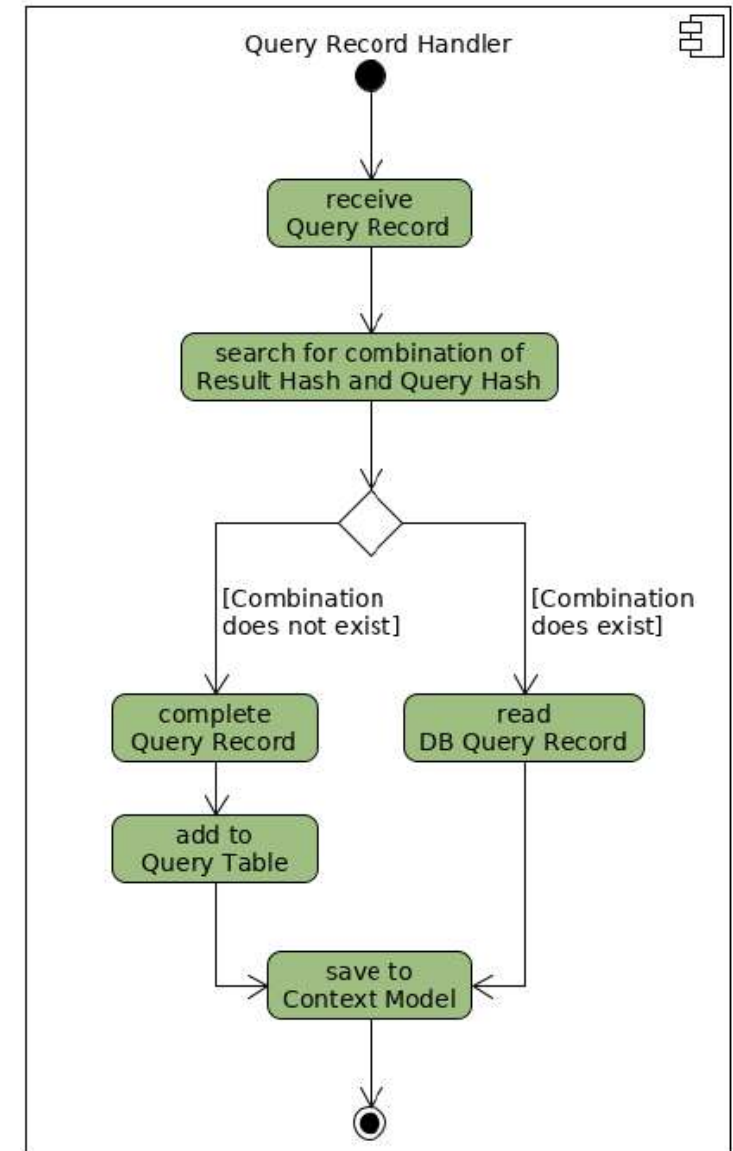 Query Record Handler
receive
Query Record
search for combination of
Result Hash and Query Hash
[Combination
does not exist]
[Combination
does exist]
complete
Query Record
read
DB Query Record
add to
Query Table
save to
Context Model